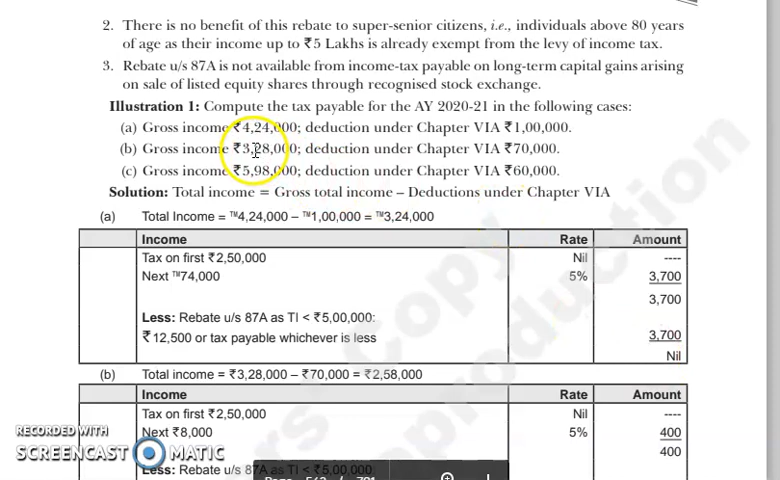 2. There is no benefit of this rebate to super-senior citizens, i.e., individuals above 80 years
of age as their income up to ₹5 Lakhs is already exempt from the levy of income tax.
3. Rebate u/s 87A is not available from income-tax payable on long-term capital gains arising
on sale of listed equity shares through recognised stock exchange.
Illustration 1: Compute the tax payable for the AY 2020-21 in the following cases:
(a) Gross income ₹4,24,000; deduction under Chapter VIA ₹1,00,000.
(b) Gross income ₹3,28,000; deduction under Chapter VIA ₹70,000.
(c) Gross income ₹5,98,000; deduction under Chapter VIA ₹60,000.
Solution: Total income = Gross total income – Deductions under Chapter VIA
(a) Total Income = ™4,24,000 – ™1,00,000 = ™3,24,000
Income Rate Amount
Tax on first ₹2,50,000 Nil ----
Next ™74,000 5% 3,700
3,700
Less: Rebate u/s 87A as TI < ₹5,00,000:
₹12,500 or tax payable whichever is less 3,700
Nil
(b) Total income = ₹3,28,000 – ₹70,000 = ₹2,58,000
Income Rate Amount
Tax on first ₹2,50,000 Nil ----
Next ₹8,000 5% 400
400
Less: Rebate u/s 87A as TI < ₹5,00,000:
RECORDED WITH
SCREENCAST MATIC
Copy
production
Page 543 / 791